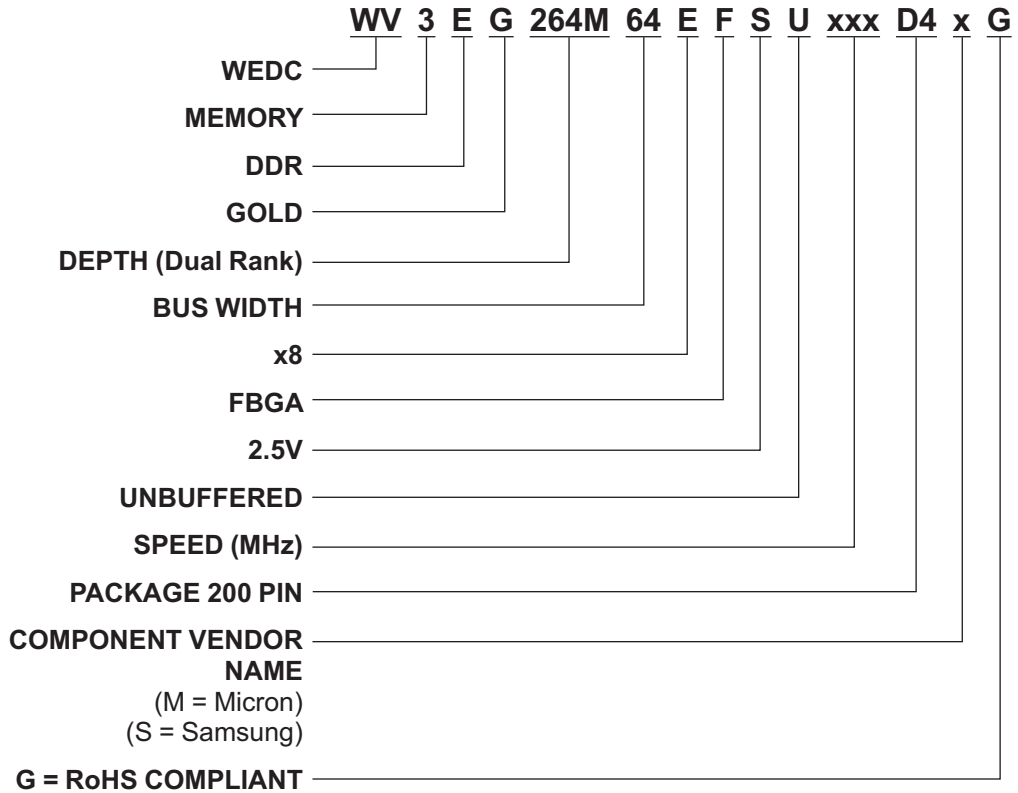 WV 3 E G 264M 64 E F S U xxx D4 x G
WEDC
MEMORY
DDR
GOLD
DEPTH (Dual Rank)
BUS WIDTH
x8
FBGA
2.5V
UNBUFFERED
SPEED (MHz)
PACKAGE 200 PIN
COMPONENT VENDOR
NAME
(M = Micron)
(S = Samsung)
G = RoHS COMPLIANT